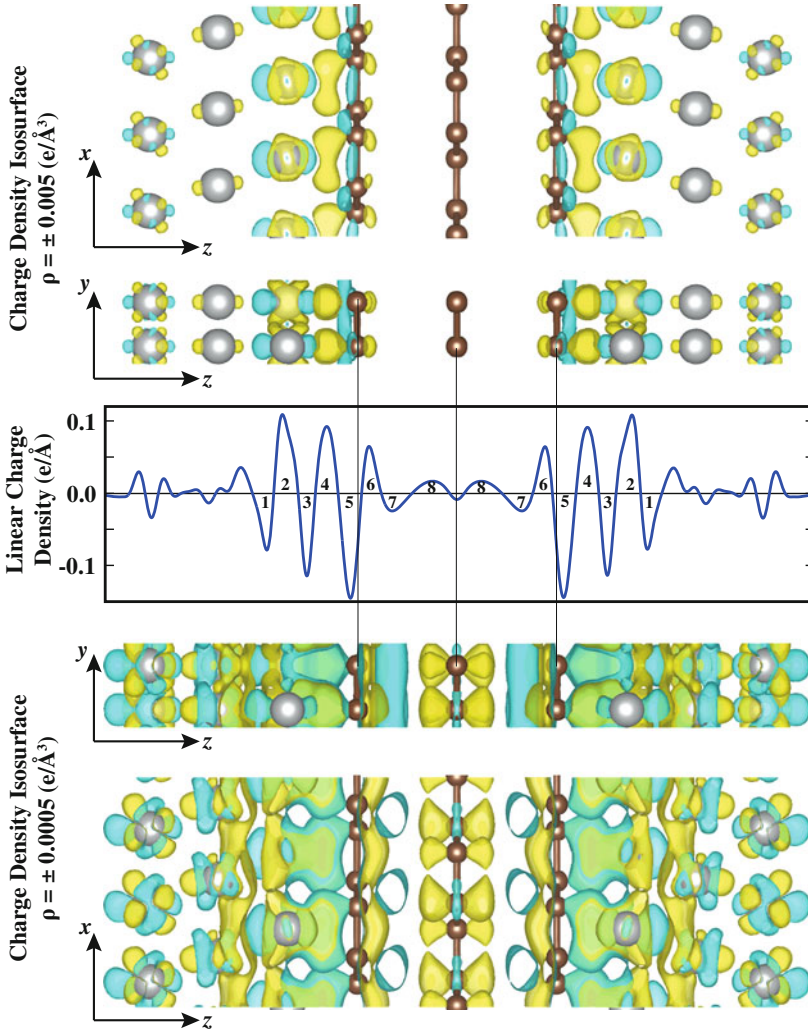 Charge Density Isosurface
ρ = ± 0.005 (e/Å³)
x
z
y
z
Linear Charge
Density (e/Å)
0.1
0.0
-0.1
1 2 3 4 5 6 7 8 8 7 6 5 4 3 2 1
Charge Density Isosurface
ρ = ± 0.0005 (e/Å³)
y
z
x
z